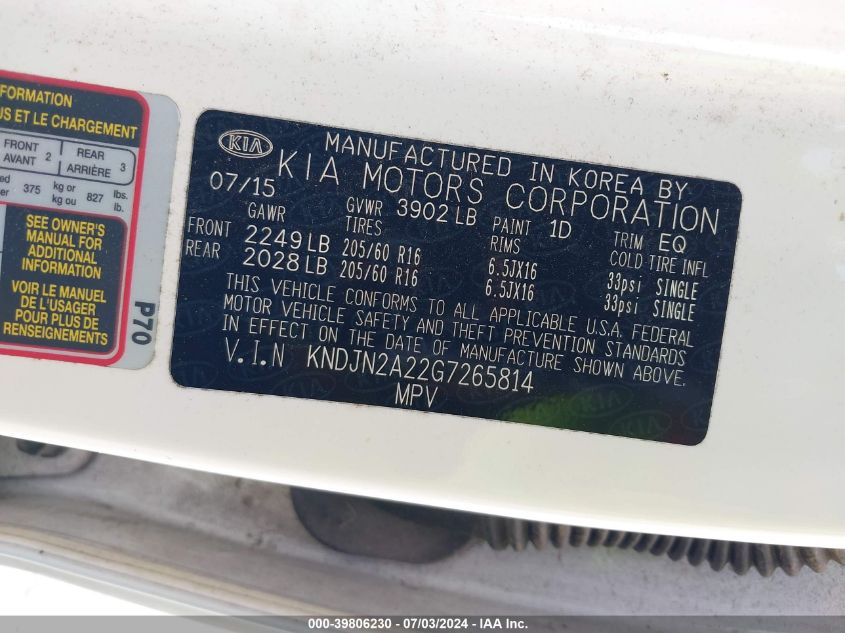 FORMATION
US ET LE CHARGEMENT
FRONT AVANT 2 REAR ARRIÈRE 3
375 kg or kg ou 827 lbs. lb.
SEE OWNER'S
MANUAL FOR
ADDITIONAL
INFORMATION
VOIR LE MANUEL
DE L'USAGER
POUR PLUS DE
RENSEIGNEMENTS
P70
KIA
MANUFACTURED IN KOREA BY
KIA MOTORS CORPORATION
07/15
GAWR GVWR 3902 LB PAINT 1D TRIM EQ
TIRES RIMS COLD TIRE INFL
FRONT 2249 LB 205/60 R16 6.5JX16 33psi SINGLE
REAR 2028 LB 205/60 R16 6.5JX16 33psi SINGLE
THIS VEHICLE CONFORMS TO ALL APPLICABLE U.S.A. FEDERAL
MOTOR VEHICLE SAFETY AND THEFT PREVENTION STANDARDS
IN EFFECT ON THE DATE OF MANUFACTURE SHOWN ABOVE.
V.I.N KNDJN2A22G7265814
MPV
000-39806230 - 07/03/2024 - IAAI.com